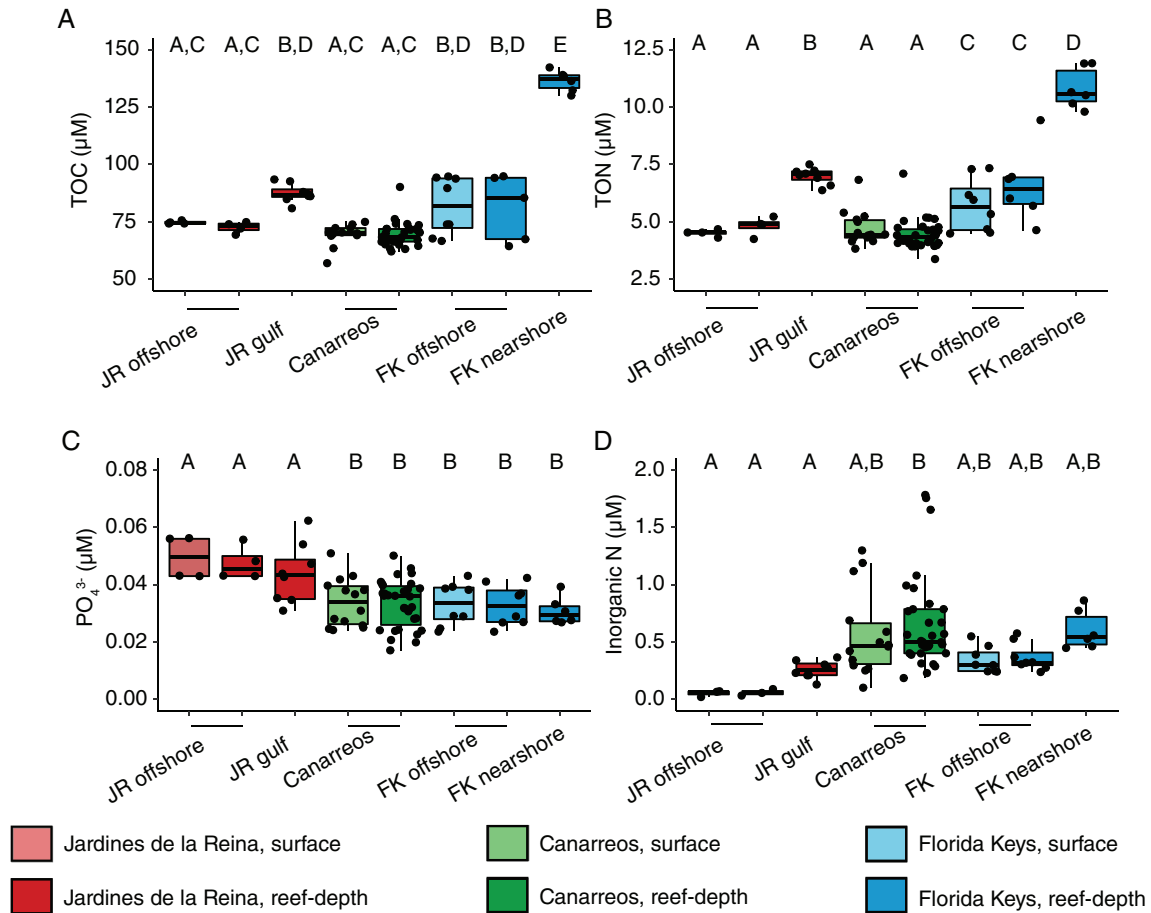 A
A,C A,C B,D A,C A,C B,D B,D E
TOC (µM)
150
125
100
75
50
JR offshore
JR gulf
Canarreos
FK offshore
FK nearshore
B
A A B A A C C D
TON (µM)
12.5
10.0
7.5
5.0
2.5
JR offshore
JR gulf
Canarreos
FK offshore
FK nearshore
C
A A A B B B B B
PO₄³⁻ (µM)
0.08
0.06
0.04
0.02
0.00
JR offshore
JR gulf
Canarreos
FK offshore
FK nearshore
D
A A A A,B B A,B A,B A,B
Inorganic N (µM)
2.0
1.5
1.0
0.5
0.0
JR offshore
JR gulf
Canarreos
FK offshore
FK nearshore
Jardines de la Reina, surface
Canarreos, surface
Florida Keys, surface
Jardines de la Reina, reef-depth
Canarreos, reef-depth
Florida Keys, reef-depth